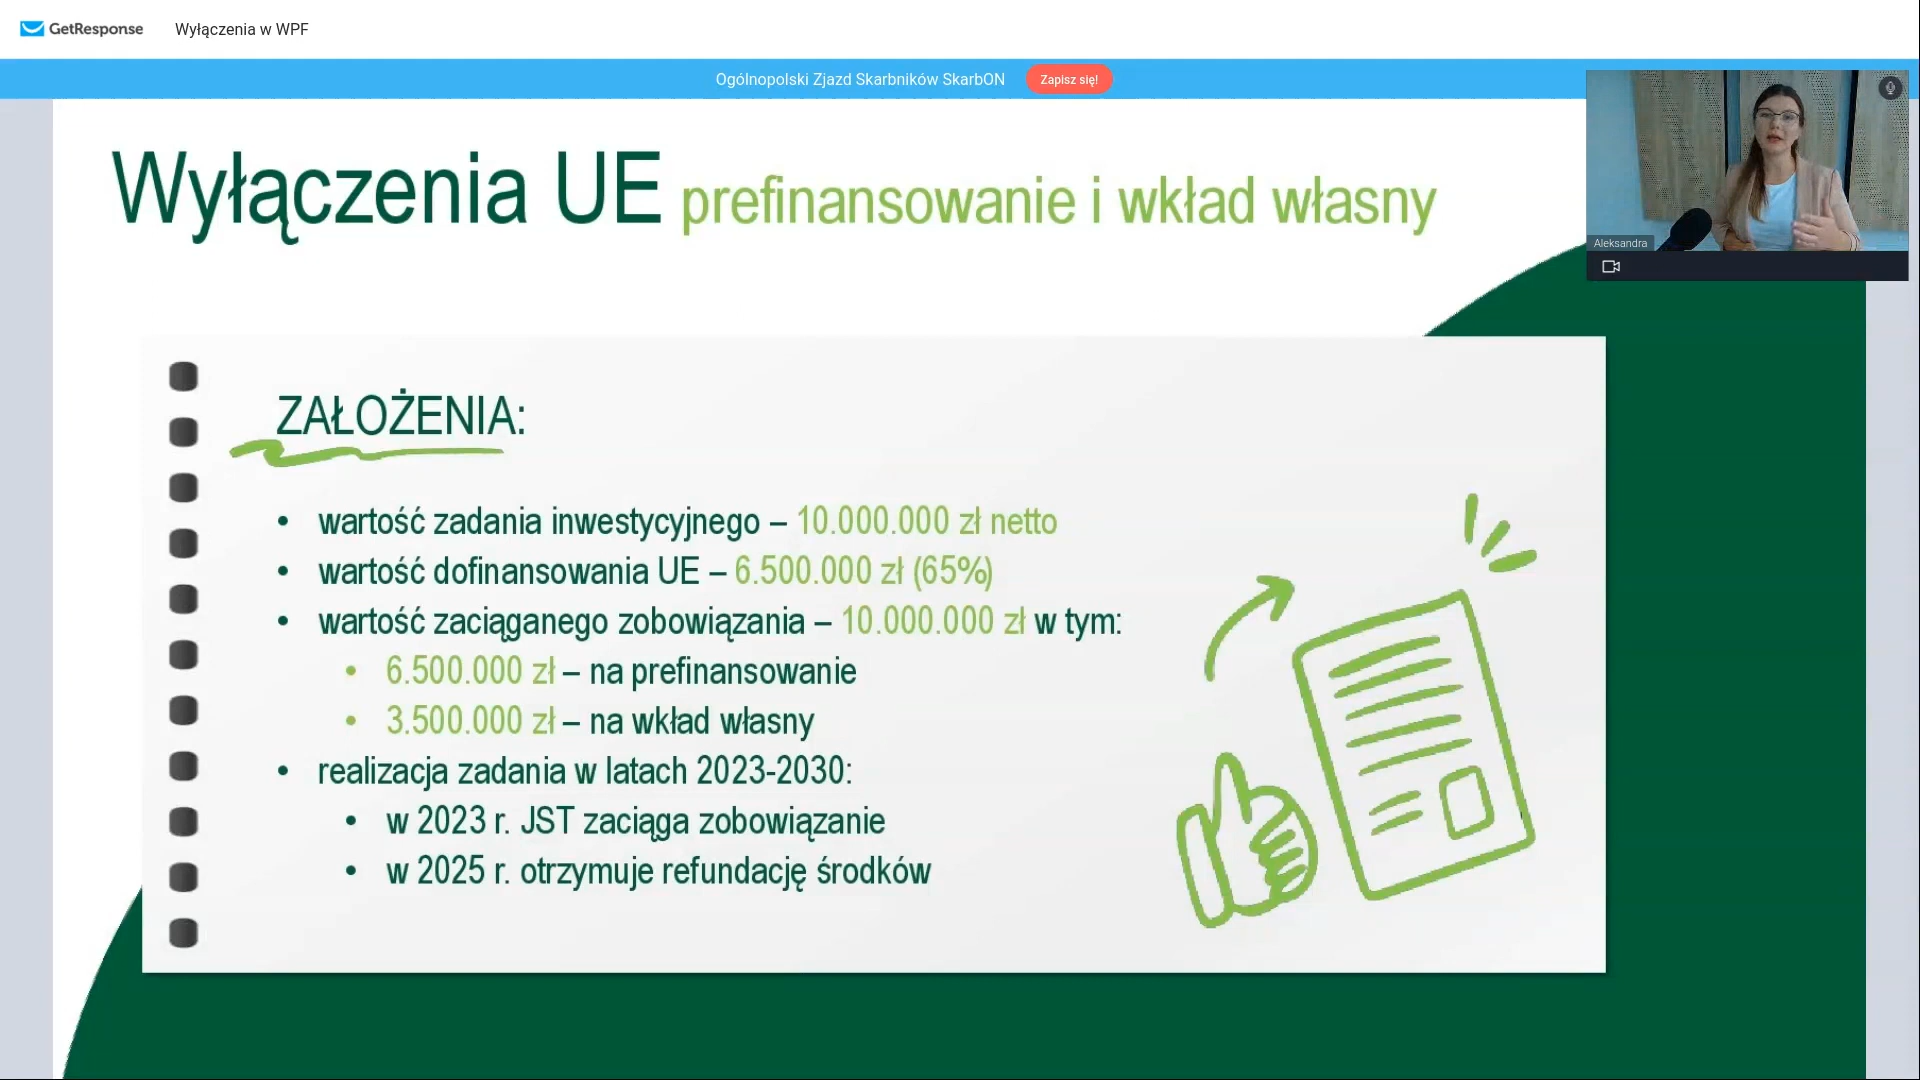 GetResponse
Wyłączenia w WPF
Ogólnopolski Zjazd Skarbników SkarbON
Zapisz się!
Aleksandra
Wyłączenia UE prefinansowanie i wkład własny
ZAŁOŻENIA:
• wartość zadania inwestycyjnego – 10.000.000 zł netto
• wartość dofinansowania UE – 6.500.000 zł (65%)
• wartość zaciąganego zobowiązania – 10.000.000 zł w tym:
• 6.500.000 zł – na prefinansowanie
• 3.500.000 zł – na wkład własny
• realizacja zadania w latach 2023-2030:
• w 2023 r. JST zaciąga zobowiązanie
• w 2025 r. otrzymuje refundację środków